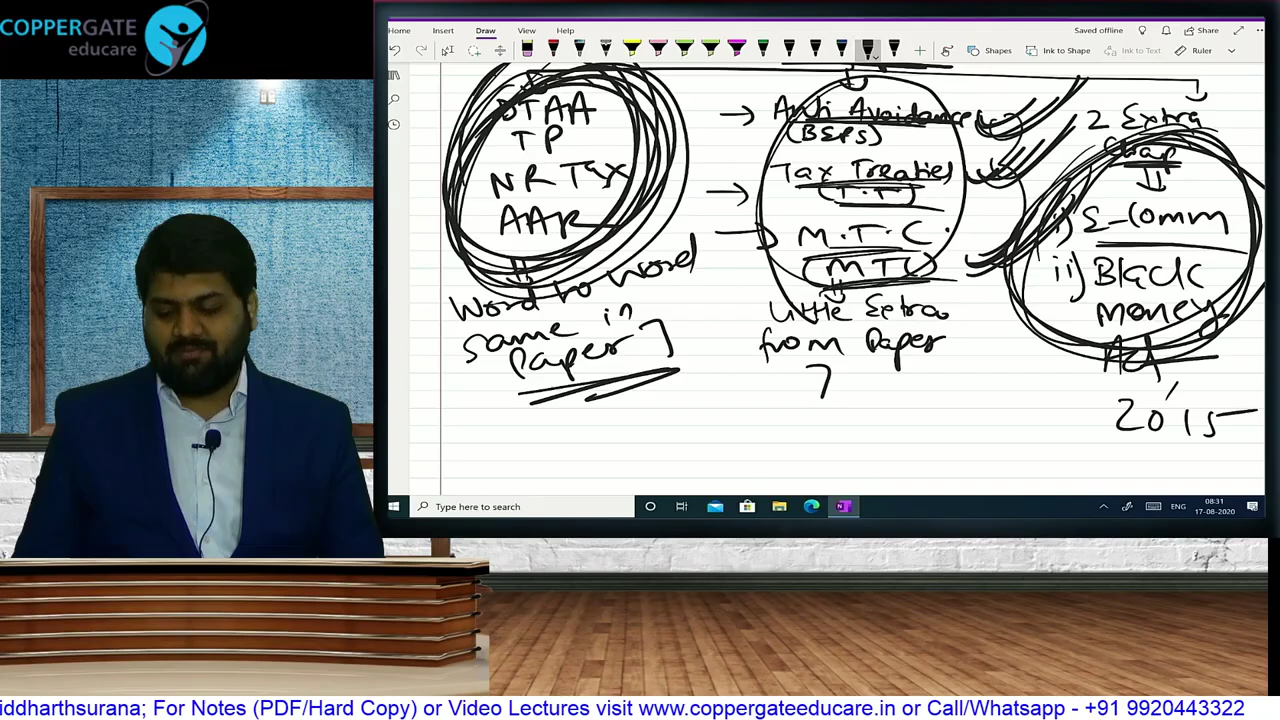 COPPERGATE
educare
Home Insert Draw View Help
Saved offline
Share
Shapes
Ink to Shape
Ink to Text
Ruler
DTAA
TP
NR Tax
AAR
Word to word
same in
Paper
Anti Avoidance
(BEPS)
Tax Treaties
(T.T)
M.T.C.
(MTC)
Little Extra
from Paper
7
2 Extra
Chap
i) E-Comm
ii) Black
money
Act
2015
Type here to search
ENG
08:31
17-08-2020
iddharthsurana; For Notes (PDF/Hard Copy) or Video Lectures visit www.coppergateeducare.in or Call/Whatsapp - +91 9920443322